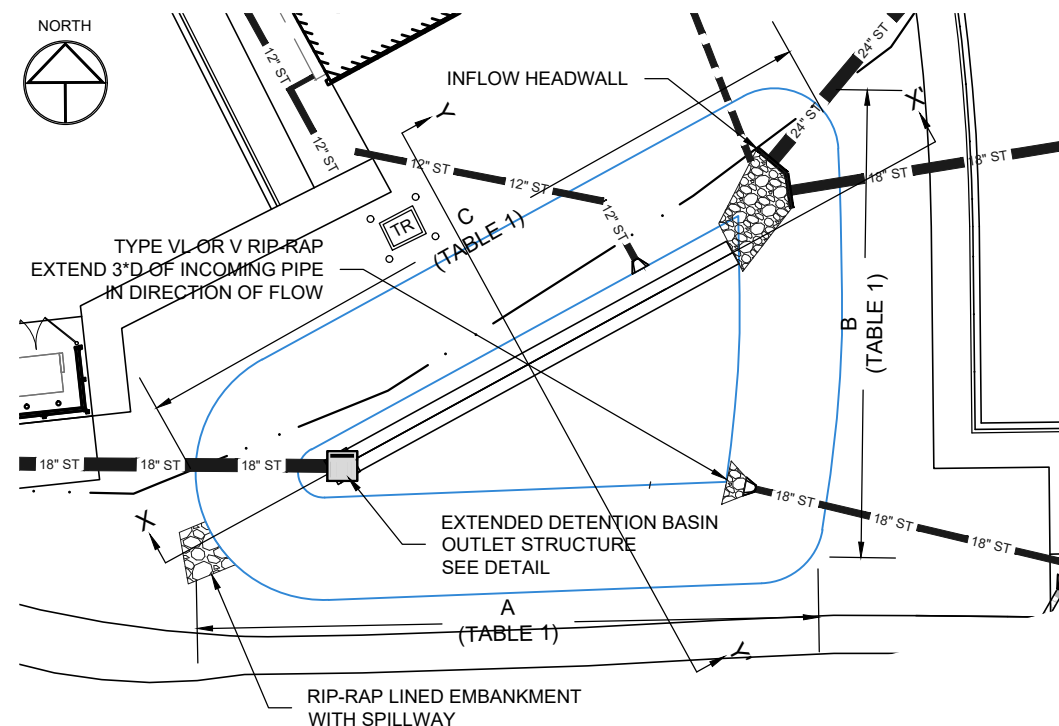 NORTH
12" ST
12" ST
INFLOW HEADWALL
24" ST
24" ST
X'
Y
12" ST
12" ST
12" ST
18" ST
18" ST
C
(TABLE 1)
TR
TYPE VL OR V RIP-RAP
EXTEND 3*D OF INCOMING PIPE
IN DIRECTION OF FLOW
B
(TABLE 1)
18" ST
18" ST
18" ST
18" ST
18" ST
18" ST
X
EXTENDED DETENTION BASIN
OUTLET STRUCTURE
SEE DETAIL
A
(TABLE 1)
Y'
RIP-RAP LINED EMBANKMENT
WITH SPILLWAY